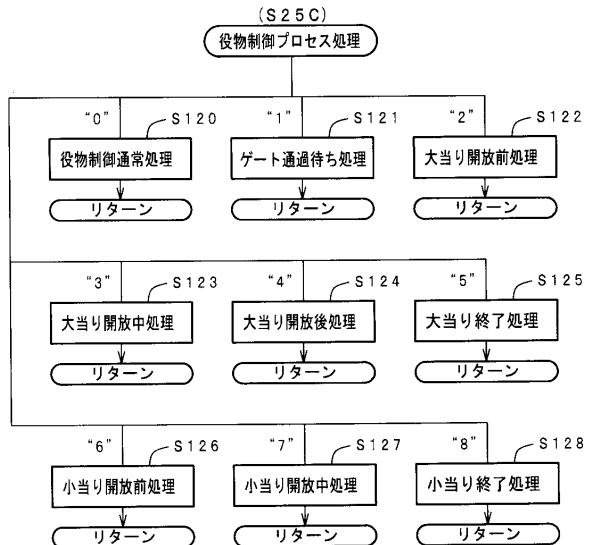 (S25C)
役物制御プロセス処理
“0” S120
“1” S121
“2” S122
役物制御通常処理
ゲート通過待ち処理
大当り開放前処理
リターン
リターン
リターン
“3” S123
“4” S124
“5” S125
大当り開放中処理
大当り開放後処理
大当り終了処理
リターン
リターン
リターン
“6” S126
“7” S127
“8” S128
小当り開放前処理
小当り開放中処理
小当り終了処理
リターン
リターン
リターン